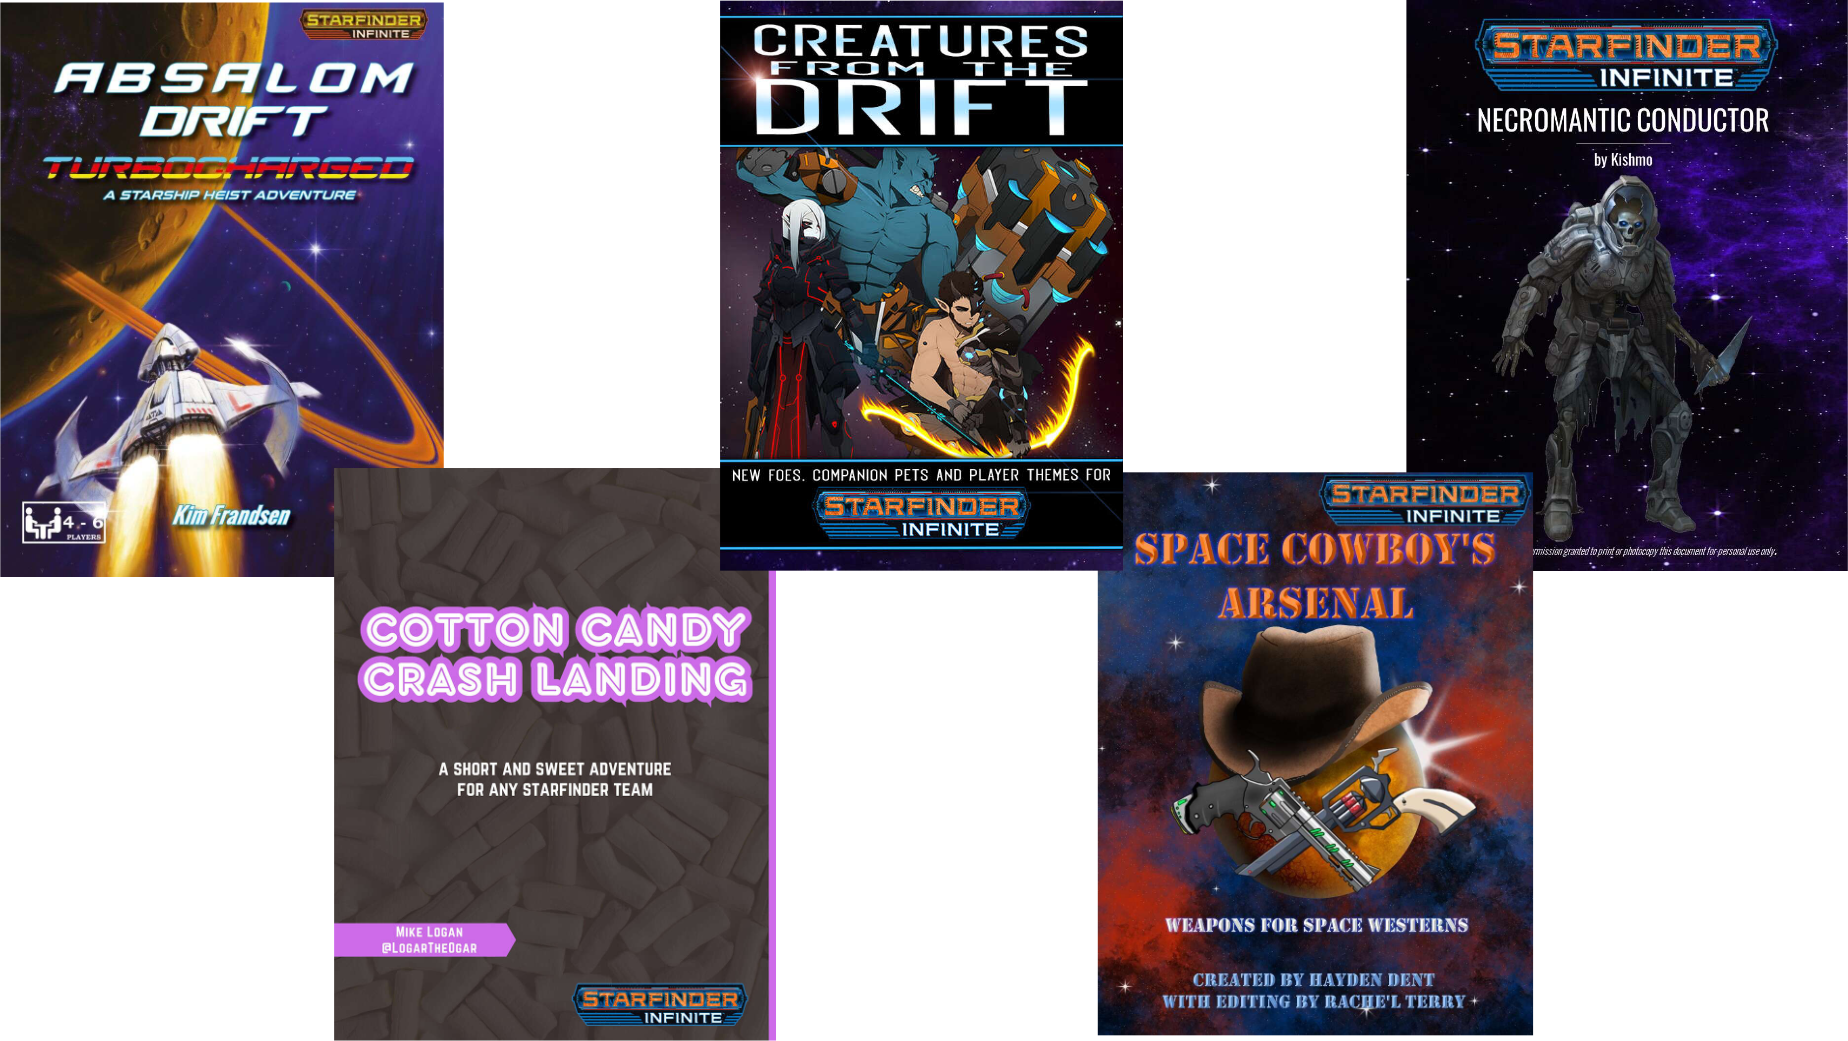 STARFINDER
INFINITE
ABSALOM
DRIFT
TURBOCHARGED
A STARSHIP HEIST ADVENTURE
4 - 6
PLAYERS
Kim Frandsen
CREATURES
FROM THE
DRIFT
NEW FOES, COMPANION PETS AND PLAYER THEMES FOR
STARFINDER
INFINITE
STARFINDER
INFINITE
NECROMANTIC CONDUCTOR
by Kishmo
rmission granted to print or photocopy this document for personal use only.
COTTON CANDY
CRASH LANDING
A SHORT AND SWEET ADVENTURE
FOR ANY STARFINDER TEAM
MIKE LOGAN
@LOGARTHEOGAR
STARFINDER
INFINITE
STARFINDER
INFINITE
SPACE COWBOY'S
ARSENAL
WEAPONS FOR SPACE WESTERNS
CREATED BY HAYDEN DENT
WITH EDITING BY RACHE'L TERRY